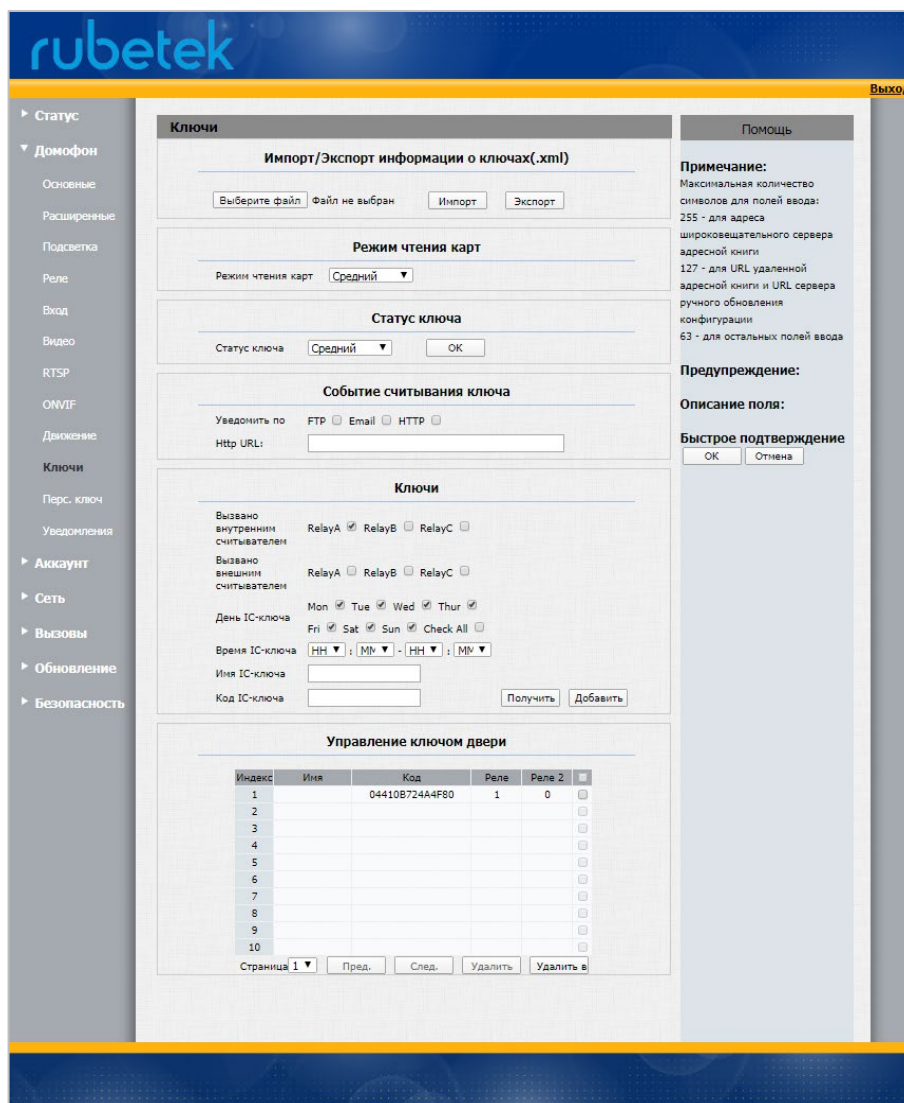 rubetek
Выхо
Статус
Домофон
Основные
Расширенные
Подсветка
Реле
Вход
Видео
RTSP
ONVIF
Движение
Ключи
Перс. ключ
Уведомления
Аккаунт
Сеть
Вызовы
Обновление
Безопасность
Ключи
Импорт/Экспорт информации о ключах(.xml)
Выберите файл Файл не выбран Импорт Экспорт
Режим чтения карт
Режим чтения карт Средний
Статус ключа
Статус ключа Средний OK
Событие считывания ключа
Уведомить по FTP Email HTTP
Http URL:
Ключи
Вызвано
внутренним
считывателем
RelayA RelayB RelayC
Вызвано
внешним
считывателем
RelayA RelayB RelayC
День IC-ключа
Mon Tue Wed Thur
Fri Sat Sun Check All
Время IC-ключа HH : MM - HH : MM
Имя IC-ключа
Код IC-ключа Получить Добавить
Управление ключом двери
Индекс Имя Код Реле Реле 2
1 04410B724A4F80 1 0
2
3
4
5
6
7
8
9
10
Страница 1 Пред. След. Удалить Удалить в
Помощь
Примечание:
Максимальная количество
символов для полей ввода:
255 - для адреса
широковещательного сервера
адресной книги
127 - для URL удаленной
адресной книги и URL сервера
ручного обновления
конфигурации
63 - для остальных полей ввода
Предупреждение:
Описание поля:
Быстрое подтверждение
OK Отмена